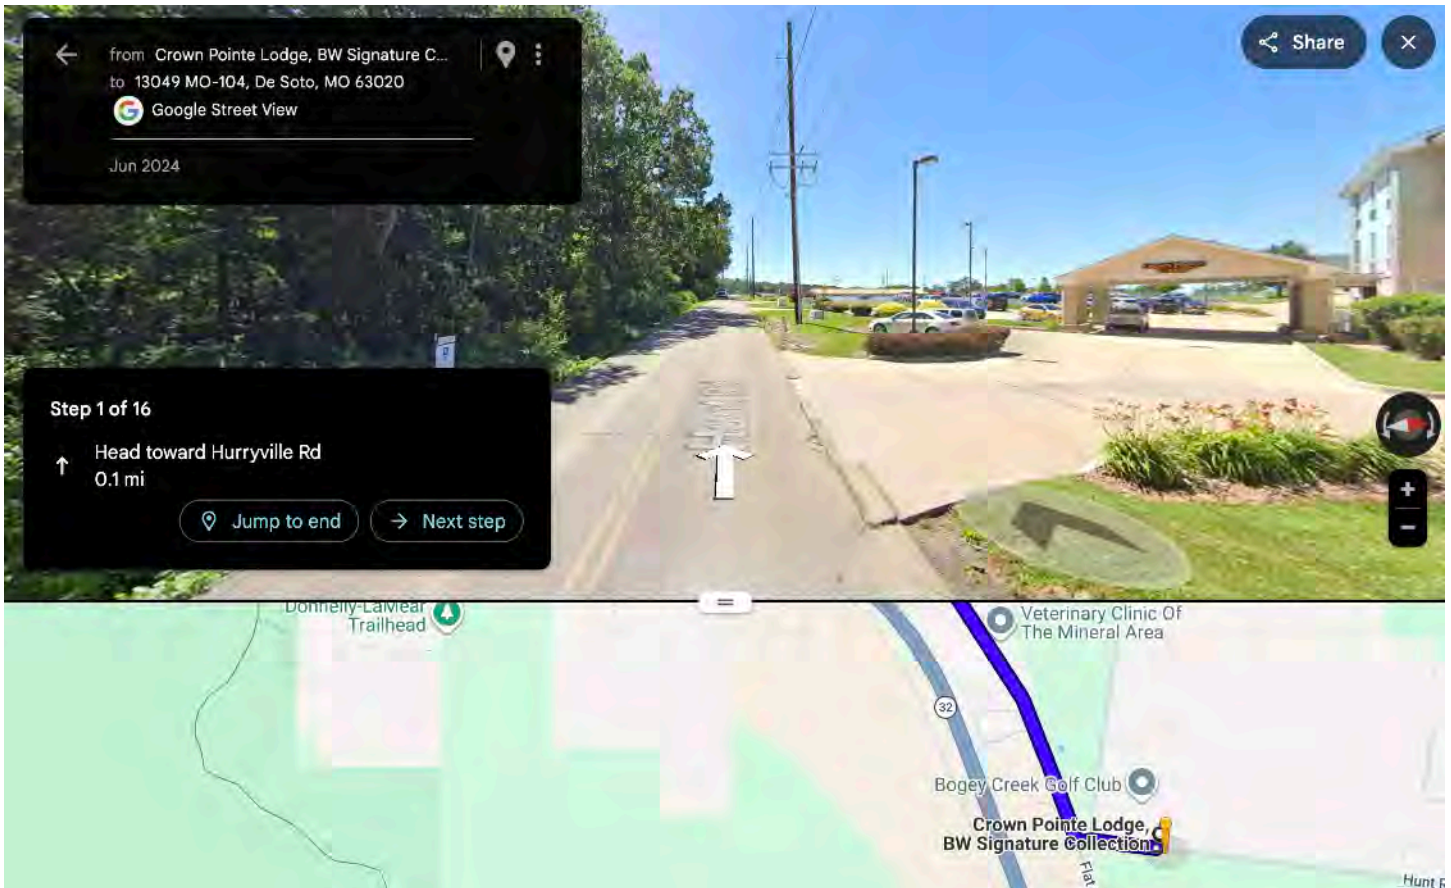 from Crown Pointe Lodge, BW Signature C...
to 13049 MO-104, De Soto, MO 63020
Google Street View
Jun 2024
Share
Step 1 of 16
Head toward Hurryville Rd
0.1 mi
Jump to end
Next step
Donnelly-LaMear
Trailhead
Veterinary Clinic Of
The Mineral Area
32
Bogey Creek Golf Club
Crown Pointe Lodge,
BW Signature Collection
Flat
Hunt R